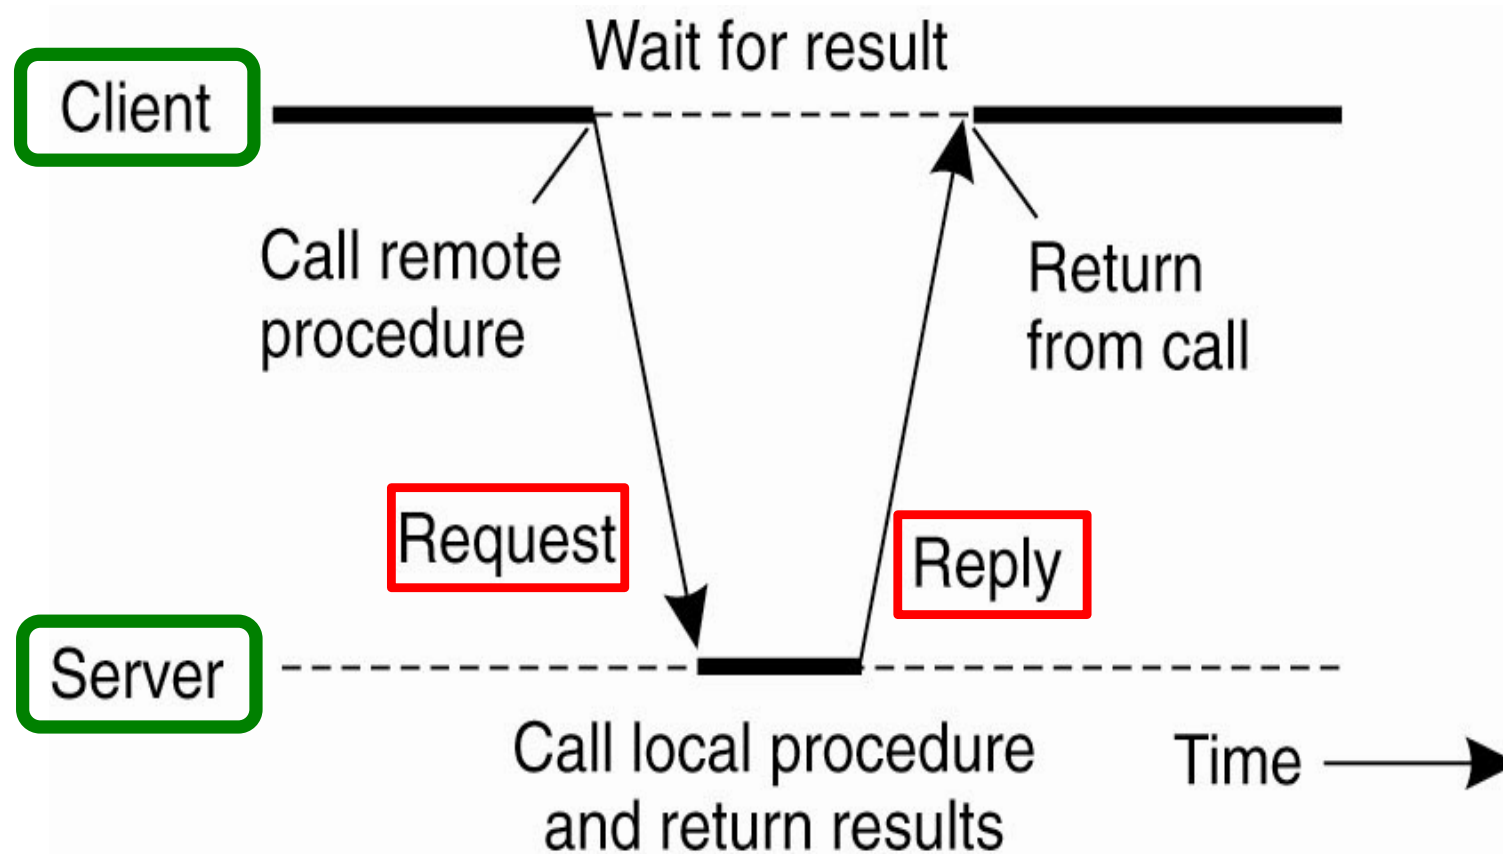 Wait for result
Client
Call remote
procedure
Return
from call
Request
Reply
Server
Call local procedure
and return results
Time